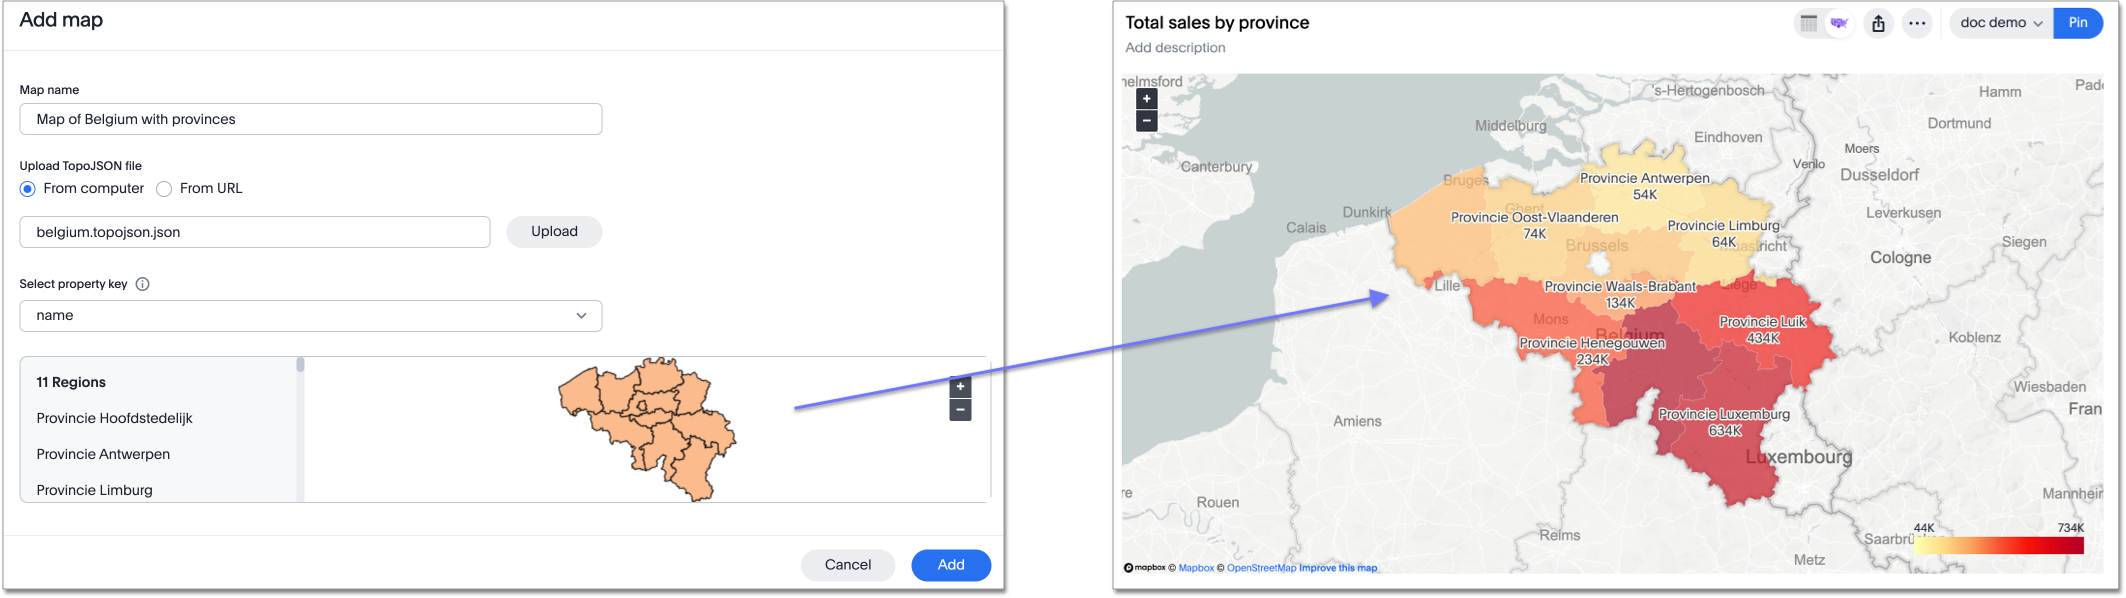 Add map
Map name
Map of Belgium with provinces
Upload TopoJSON file
From computer From URL
belgium.topojson.json Upload
Select property key
name
11 Regions
Provincie Hoofdstedelijk
Provincie Antwerpen
Provincie Limburg
+
−
Cancel Add
Total sales by province
Add description
doc demo Pin
+
−
helmsford
's-Hertogenbosch
Hamm
Pade
Middelburg
Eindhoven
Dortmund
Canterbury
Venlo
Moers
Dusseldorf
Bruges
Provincie Antwerpen
54K
Dunkirk
Ghent
Leverkusen
Calais
Provincie Oost-Vlaanderen
74K
Provincie Limburg
64K
Brussels
Maastricht
Siegen
Cologne
Lille
Provincie Waals-Brabant
134K
Liège
Mons
Belgium
Provincie Luik
434K
Koblenz
Provincie Henegouwen
234K
Wiesbaden
Fran
Amiens
Provincie Luxemburg
634K
Luxembourg
re
Rouen
Mannhein
44K 734K
Reims
Saarbrü
Metz
mapbox © Mapbox © OpenStreetMap Improve this map